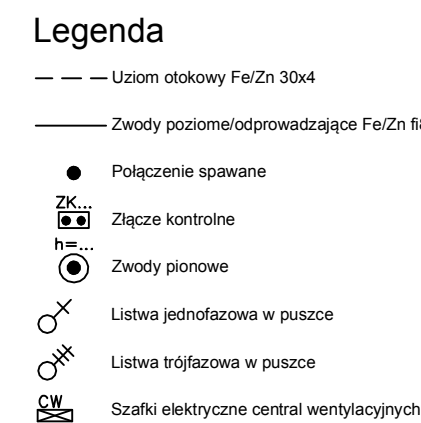 Legenda
Uziom otokowy Fe/Zn 30x4
Zwody poziome/odprowadzające Fe/Zn
Połączenie spawane
ZK...
Złącze kontrolne
h=...
Zwody pionowe
Listwa jednofazowa w puszce
Listwa trójfazowa w puszce
CW
Szafki elektryczne central wentylacyjnych